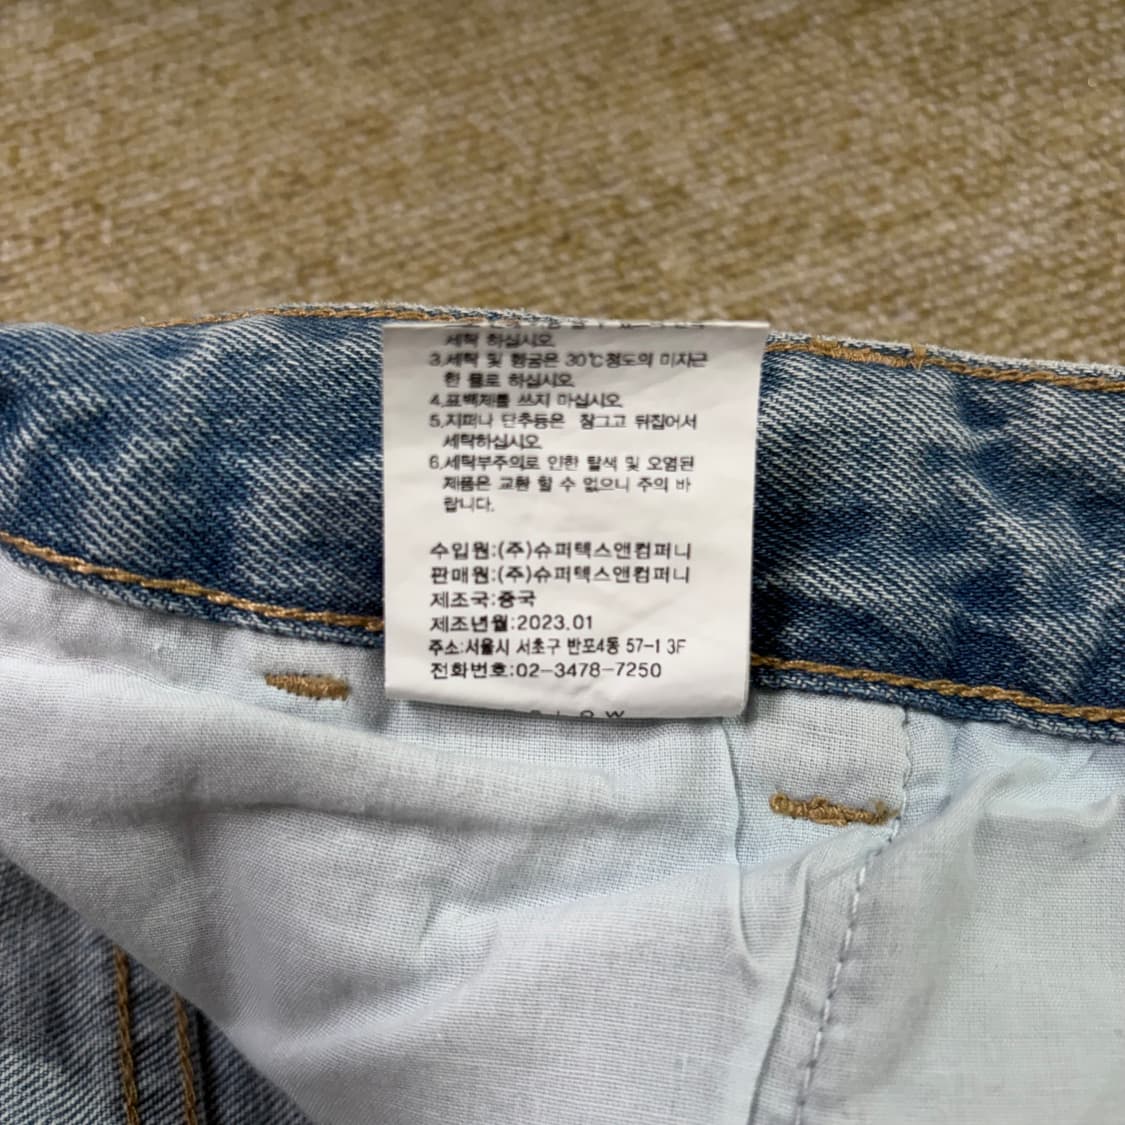 세탁 하십시오.
3.세탁 및 헹굼은 30℃정도의 미지근
한 물로 하십시오.
4.표백제를 쓰지 마십시오.
5.지퍼나 단추등은 잠그고 뒤집어서
세탁하십시오.
6.세탁부주의로 인한 탈색 및 오염된
제품은 교환 할 수 없으니 주의 바
랍니다.
수입원:(주)슈퍼텍스앤컴퍼니
판매원:(주)슈퍼텍스앤컴퍼니
제조국:중국
제조년월:2023.01
주소:서울시 서초구 반포4동 57-1 3F
전화번호:02-3478-7250